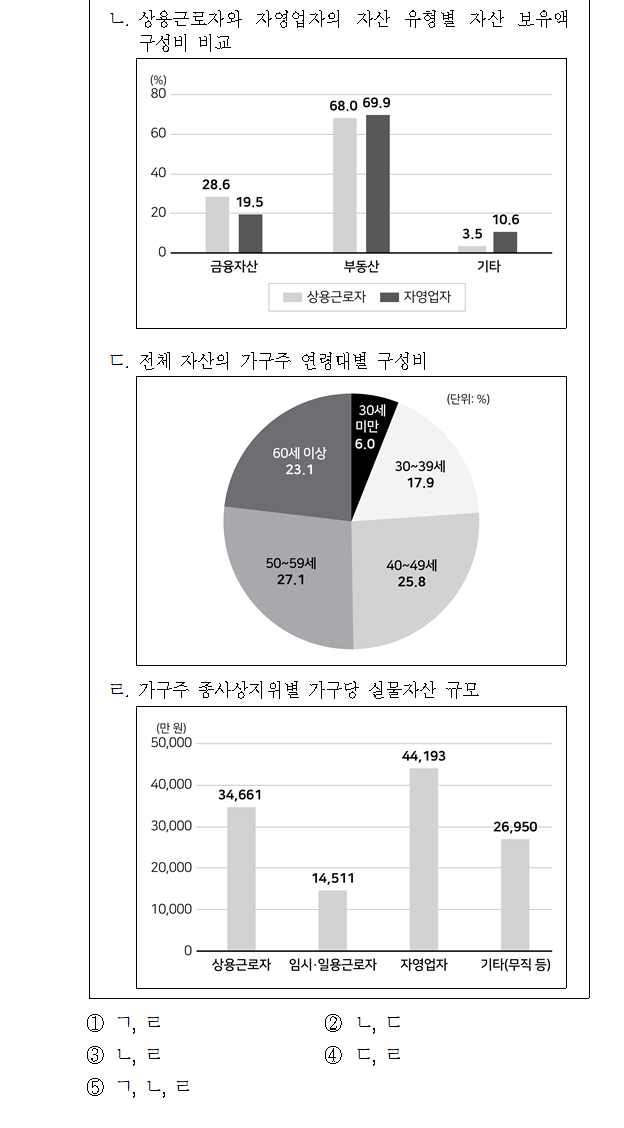 ㄴ. 상용근로자와 자영업자의 자산 유형별 자산 보유액
구성비 비교
(%)
80
60
40
20
0
28.6
19.5
68.0 69.9
3.5
10.6
금융자산 부동산 기타
상용근로자 자영업자
ㄷ. 전체 자산의 가구주 연령대별 구성비
(단위: %)
30세
미만
6.0
30~39세
17.9
40~49세
25.8
50~59세
27.1
60세 이상
23.1
ㄹ. 가구주 종사상지위별 가구당 실물자산 규모
(만 원)
50,000
40,000
30,000
20,000
10,000
0
34,661
14,511
44,193
26,950
상용근로자 임시·일용근로자 자영업자 기타(무직 등)
① ㄱ, ㄹ ② ㄴ, ㄷ
③ ㄴ, ㄹ ④ ㄷ, ㄹ
⑤ ㄱ, ㄴ, ㄹ